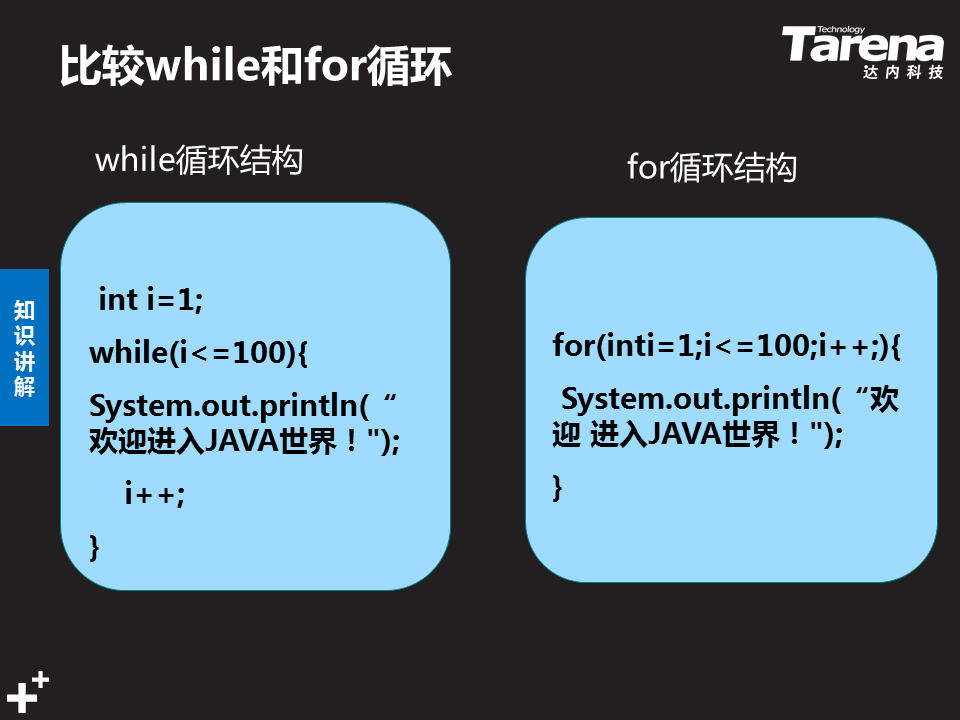 比较while和for循环
Technology
Tarena
达内科技
while循环结构
for循环结构
知
识
讲
解
int i=1;
while(i<=100){
System.out.println( “
欢迎进入JAVA世界！");
i++;
}
for(inti=1;i<=100;i++;){
System.out.println( “欢
迎 进入JAVA世界！");
}